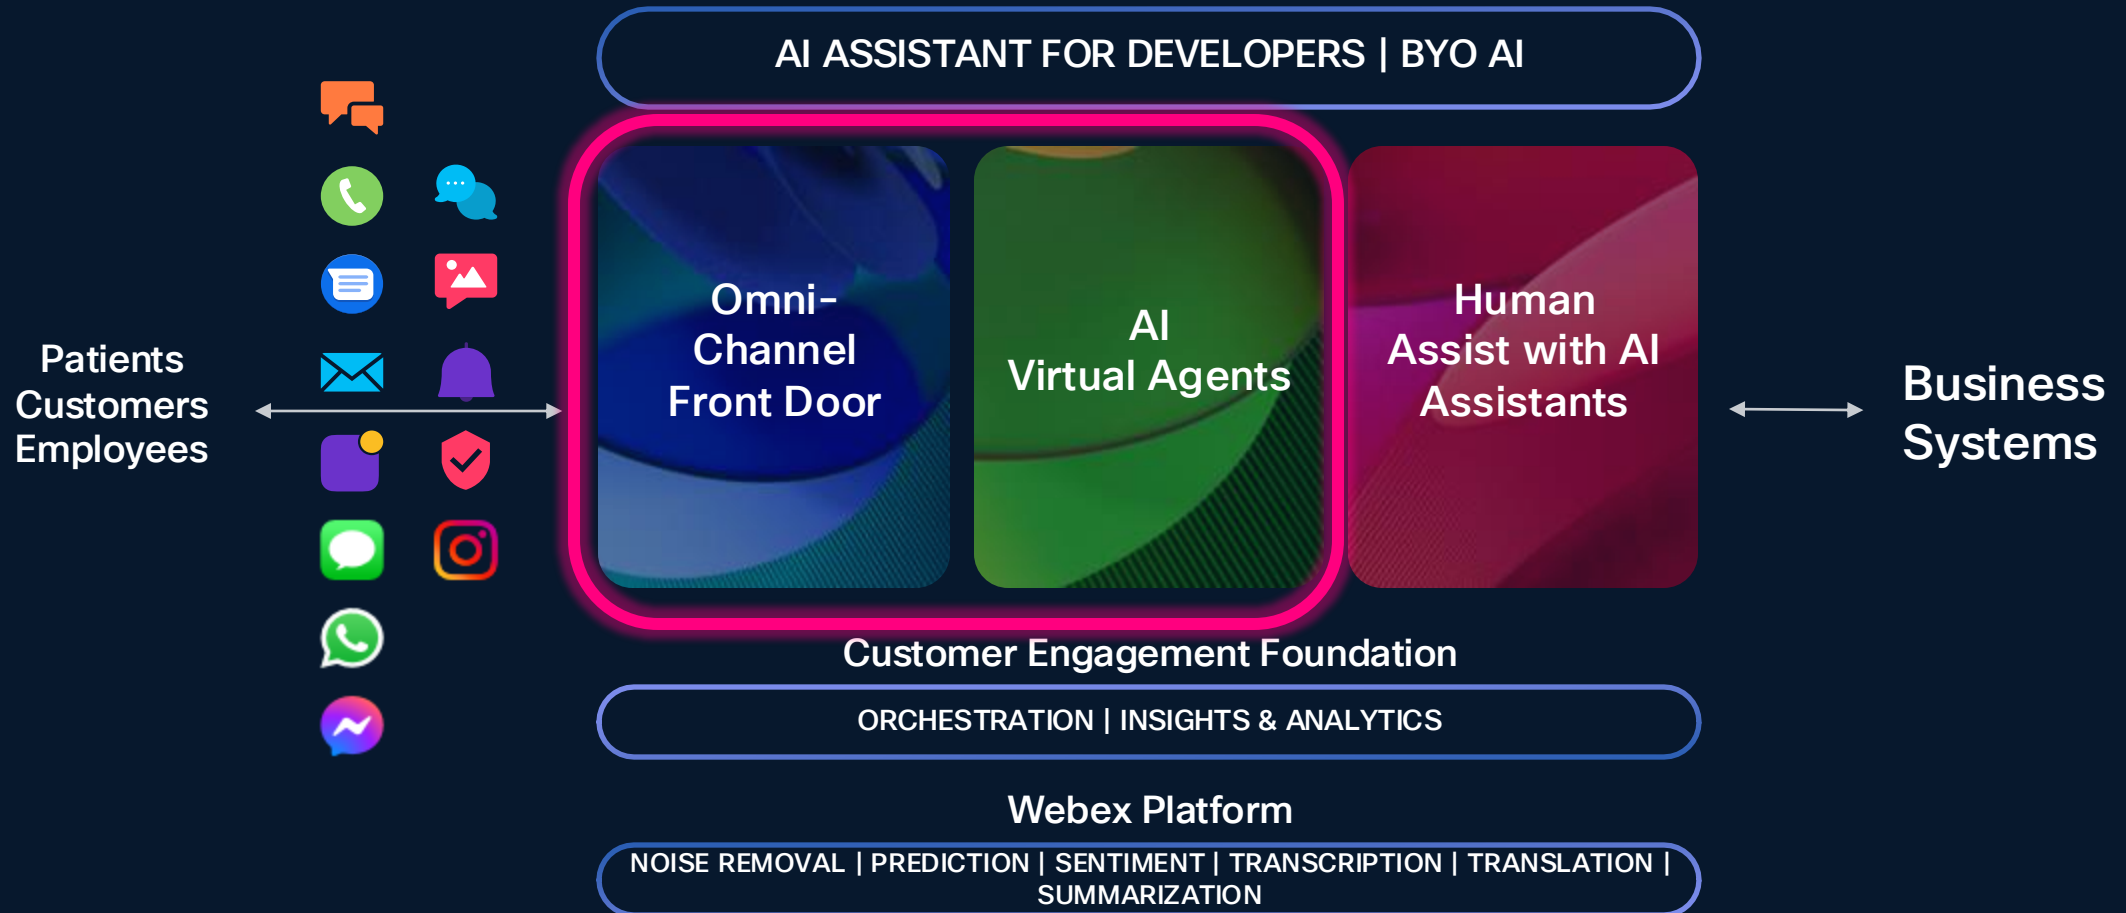 AI ASSISTANT FOR DEVELOPERS | BYO AI
Patients
Customers
Employees
Omni-
Channel
Front Door
AI
Virtual Agents
Human
Assist with AI
Assistants
Business
Systems
Customer Engagement Foundation
ORCHESTRATION | INSIGHTS & ANALYTICS
Webex Platform
NOISE REMOVAL | PREDICTION | SENTIMENT | TRANSCRIPTION | TRANSLATION |
SUMMARIZATION